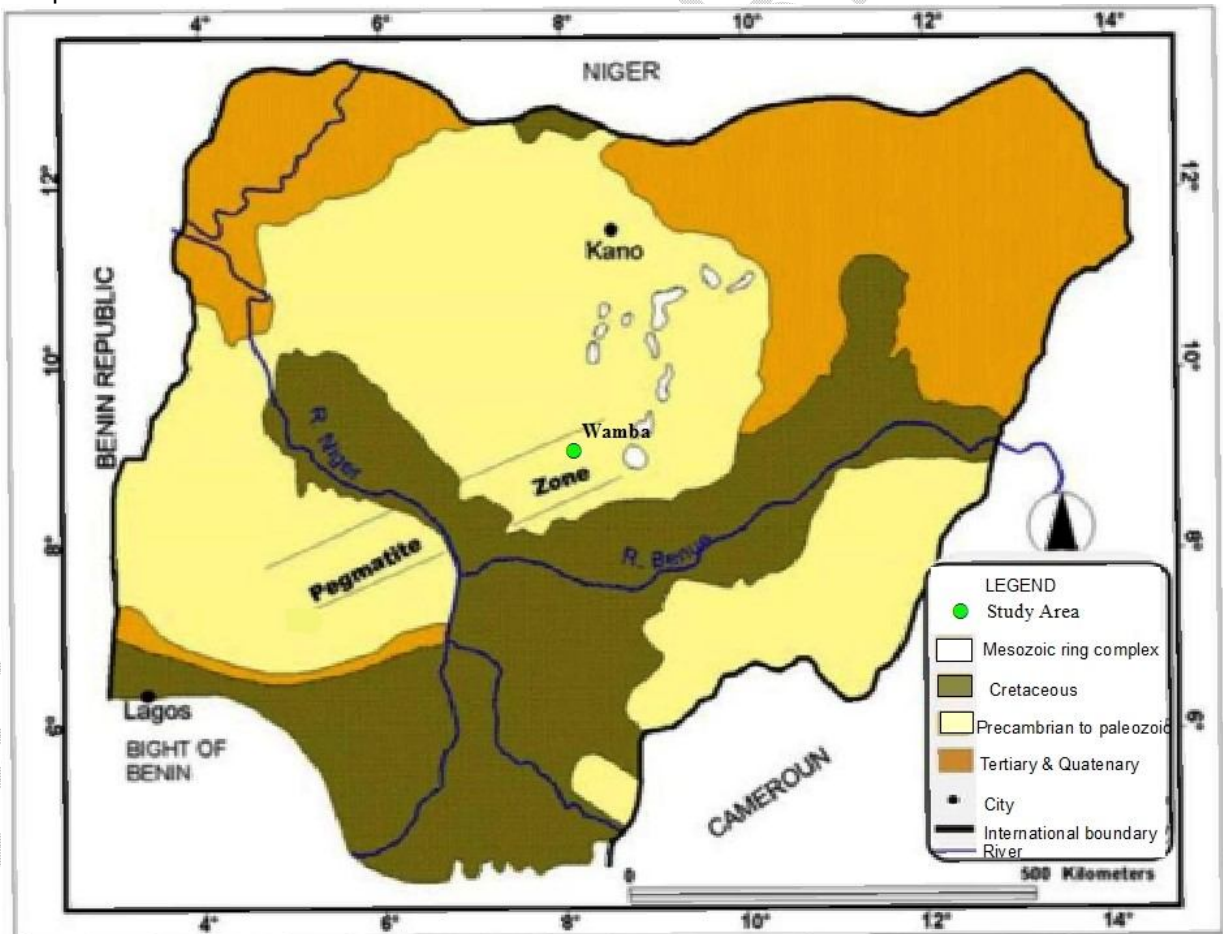 4° 6° 8° 10° 12° 14°
NIGER
12° 12°
Kano
BENIN REPUBLIC
10° 10°
R. Niger
Wamba
Zone
Pegmatite
R. Benue
8° 8°
LEGEND
Study Area
Mesozoic ring complex
Cretaceous
Precambrian to paleozoic
Tertiary & Quatenary
City
International boundary
River
6° 6°
Lagos
BIGHT OF
BENIN
CAMEROUN
0 500 Kilometers
4° 6° 8° 10° 12° 14°